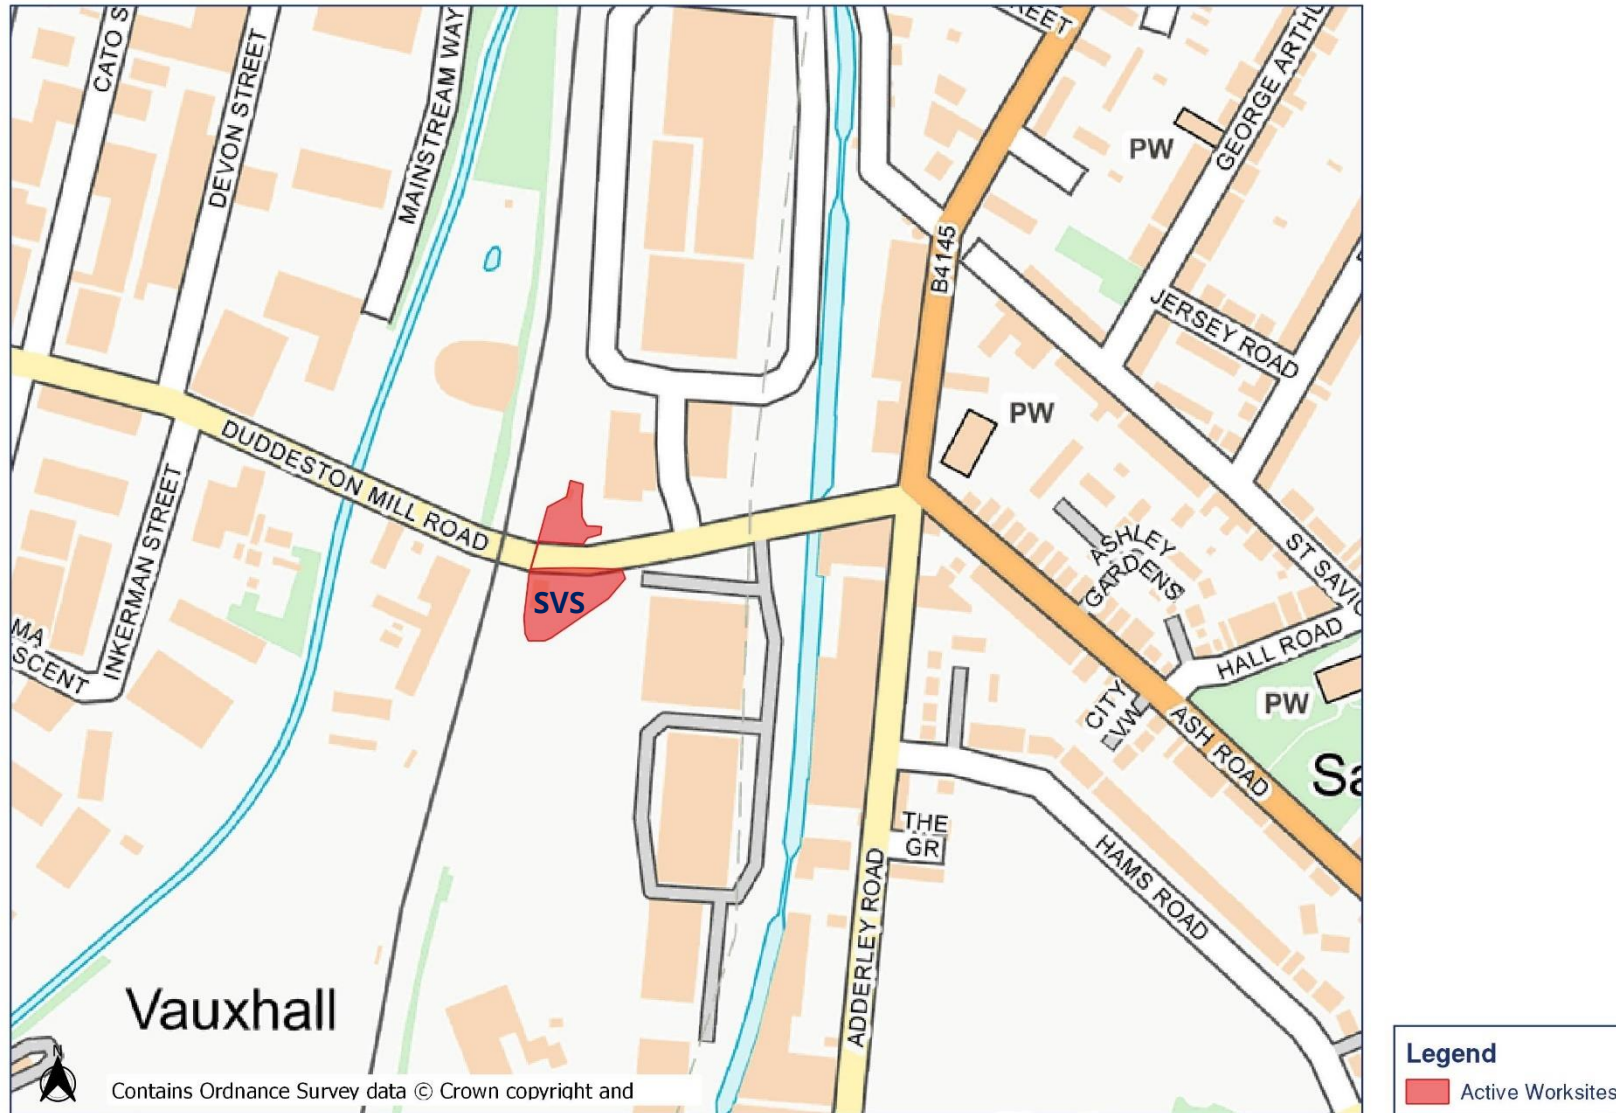 CATO S
DEVON STREET
MAINSTREAM WAY
REET
GEORGE ARTHU
PW
B4145
JERSEY ROAD
PW
DUDDESTON MILL ROAD
INKERMAN STREET
ASHLEY
GARDENS
ST SAVIO
SVS
MA
SCENT
HALL ROAD
PW
CITY
VW
ASH ROAD
Sa
THE
GR
HAMS ROAD
ADDERLEY ROAD
Vauxhall
N
Contains Ordnance Survey data © Crown copyright and
Legend
Active Worksites